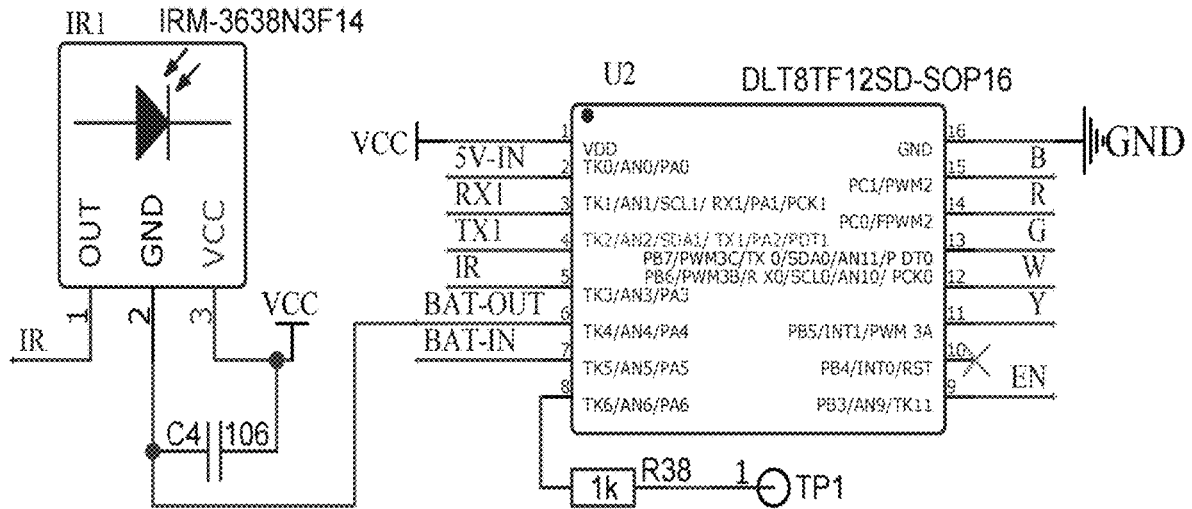 IR1 IRM-3638N3F14
OUT
GND
VCC
1
2
3
IR
VCC
C4 106
U2 DLT8TF12SD-SOP16
VCC
5V-IN
RX1
TX1
IR
BAT-OUT
BAT-IN
1
2
3
4
5
6
7
8
VDD
TK0/AN0/PA0
TK1/AN1/SCL1/ RX1/PA1/PCK1
TK2/AN2/SDA1/ TX1/PA2/PDT1
TK3/AN3/PA3
TK4/AN4/PA4
TK5/AN5/PA5
TK6/AN6/PA6
GND
PC1/PWM2
PC0/FPWM2
PB7/PWM3C/TX 0/SDA0/AN11/P DT0
PB6/PWM3B/R X0/SCL0/AN10/ PCK0
PB5/INT1/PWM 3A
PB4/INT0/RST
PB3/AN9/TK11
16
15
14
13
12
11
10
9
GND
B
R
G
W
Y
EN
1k R38 1 TP1